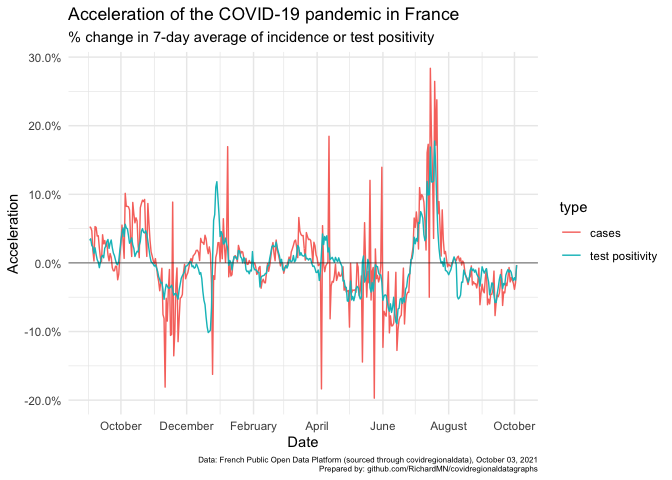 Acceleration of the COVID-19 pandemic in France
% change in 7-day average of incidence or test positivity
30.0%
20.0%
10.0%
0.0%
-10.0%
-20.0%
Acceleration
October December February April June August October
Date
type
cases
test positivity
Data: French Public Open Data Platform (sourced through covidregionaldata), October 03, 2021
Prepared by: github.com/RichardMN/covidregionaldatagraphs